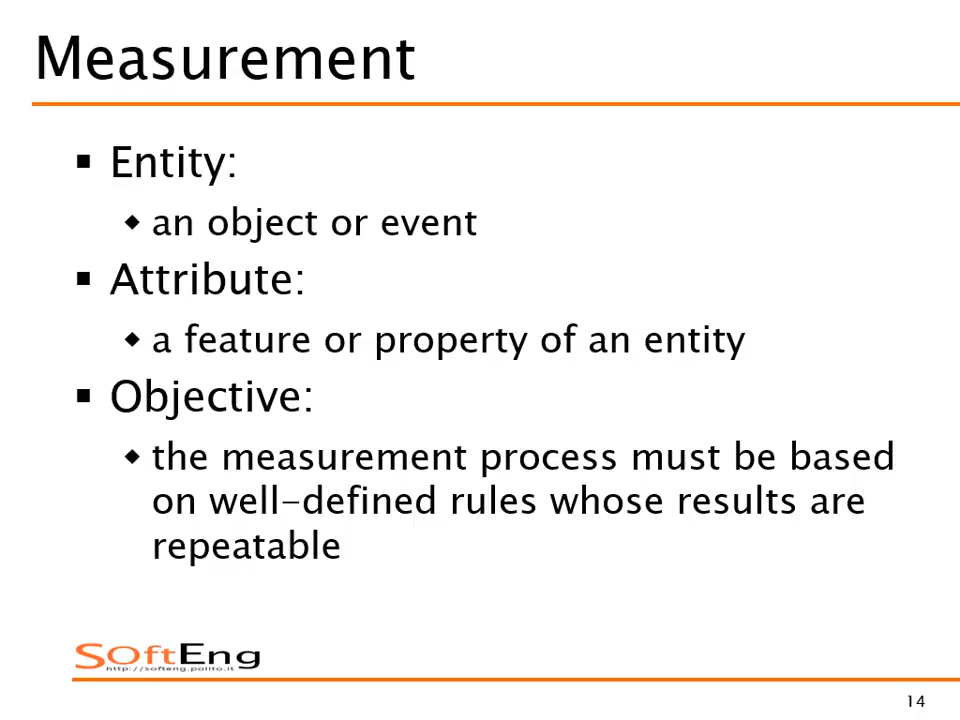 Measurement
▪ Entity:
◆ an object or event
▪ Attribute:
◆ a feature or property of an entity
▪ Objective:
◆ the measurement process must be based
on well-defined rules whose results are
repeatable
SoftEng
http://softeng.polito.it
14